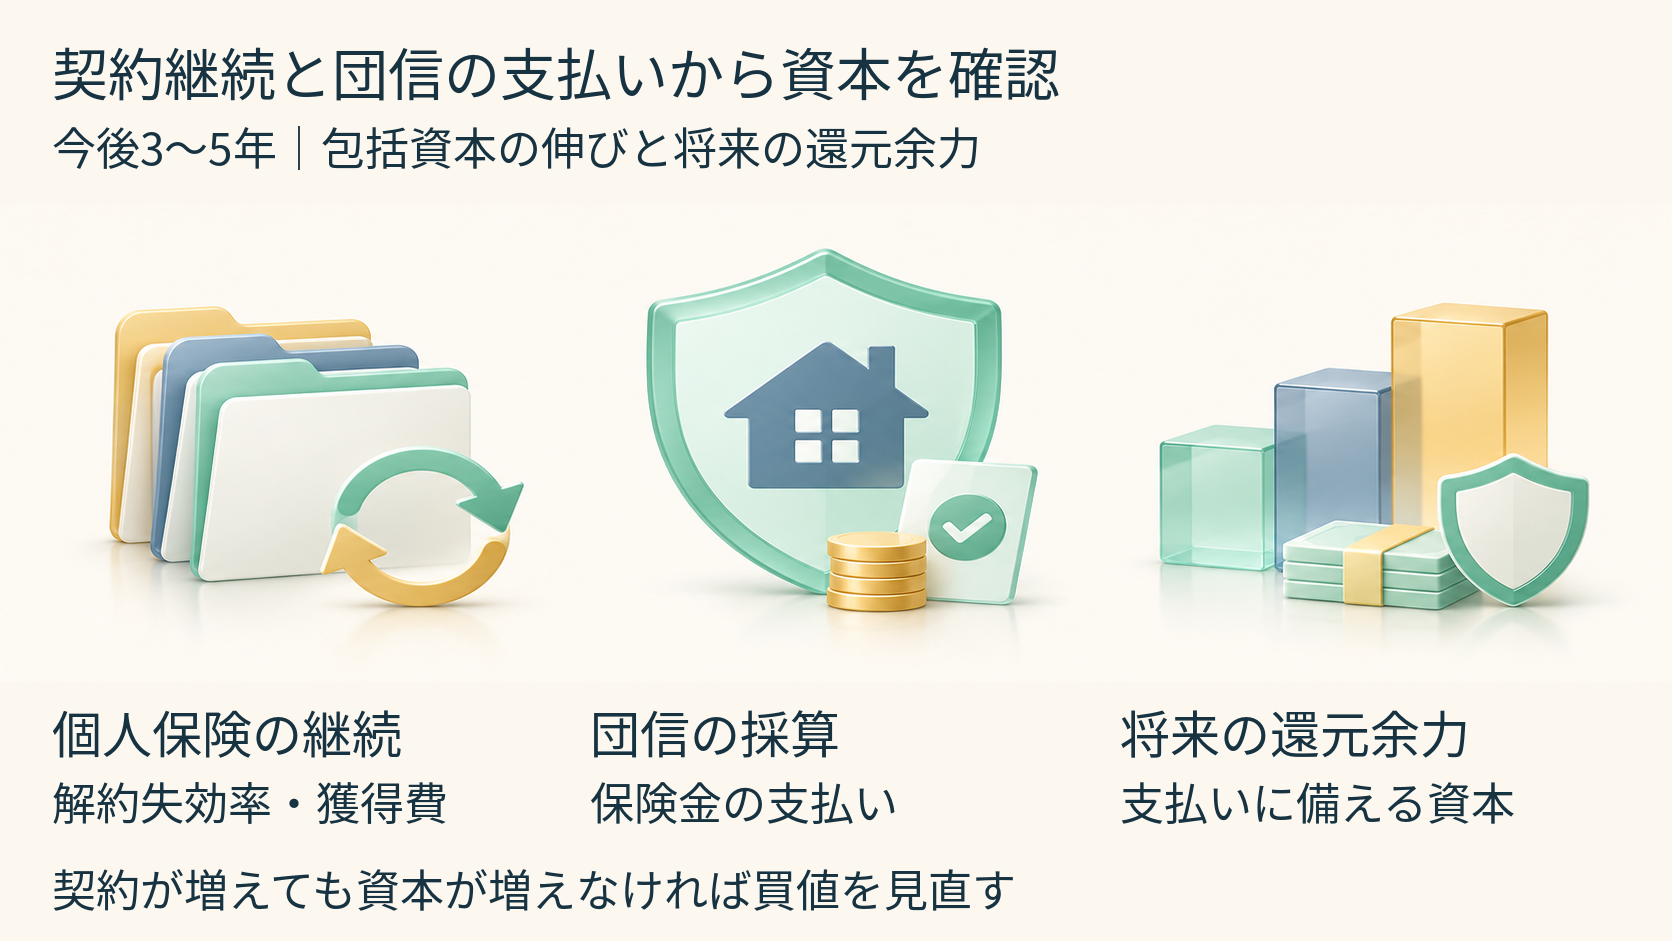 契約継続と団信の支払いから資本を確認
今後3～5年｜包括資本の伸びと将来の還元余力
個人保険の継続
解約失効率・獲得費
団信の採算
保険金の支払い
将来の還元余力
支払いに備える資本
契約が増えても資本が増えなければ買値を見直す